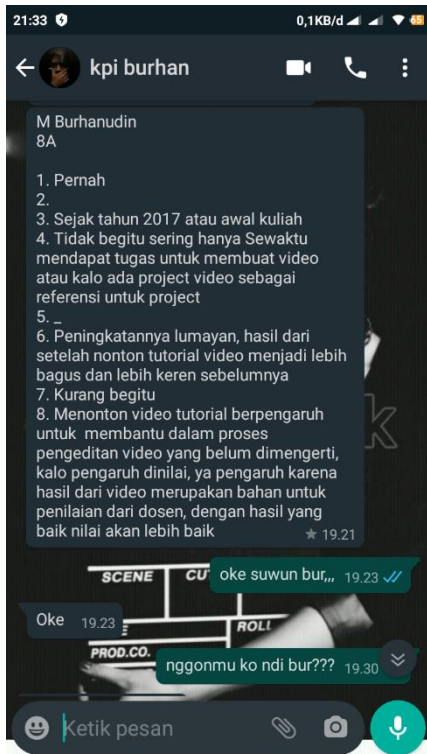 21:33 0,1KB/d 65
kpi burhan
M Burhanudin
8A
1. Pernah
2.
3. Sejak tahun 2017 atau awal kuliah
4. Tidak begitu sering hanya Sewaktu
mendapat tugas untuk membuat video
atau kalo ada project video sebagai
referensi untuk project
5. _
6. Peningkatannya lumayan, hasil dari
setelah nonton tutorial video menjadi lebih
bagus dan lebih keren sebelumnya
7. Kurang begitu
8. Menonton video tutorial berpengaruh
untuk membantu dalam proses
pengeditan video yang belum dimengerti,
kalo pengaruh dinilai, ya pengaruh karena
hasil dari video merupakan bahan untuk
penilaian dari dosen, dengan hasil yang
baik nilai akan lebih baik
19.21
SCENE CU
oke suwun bur,,, 19.23
Oke 19.23
ROLL
PROD.CO.
nggonmu ko ndi bur??? 19.30
Ketik pesan